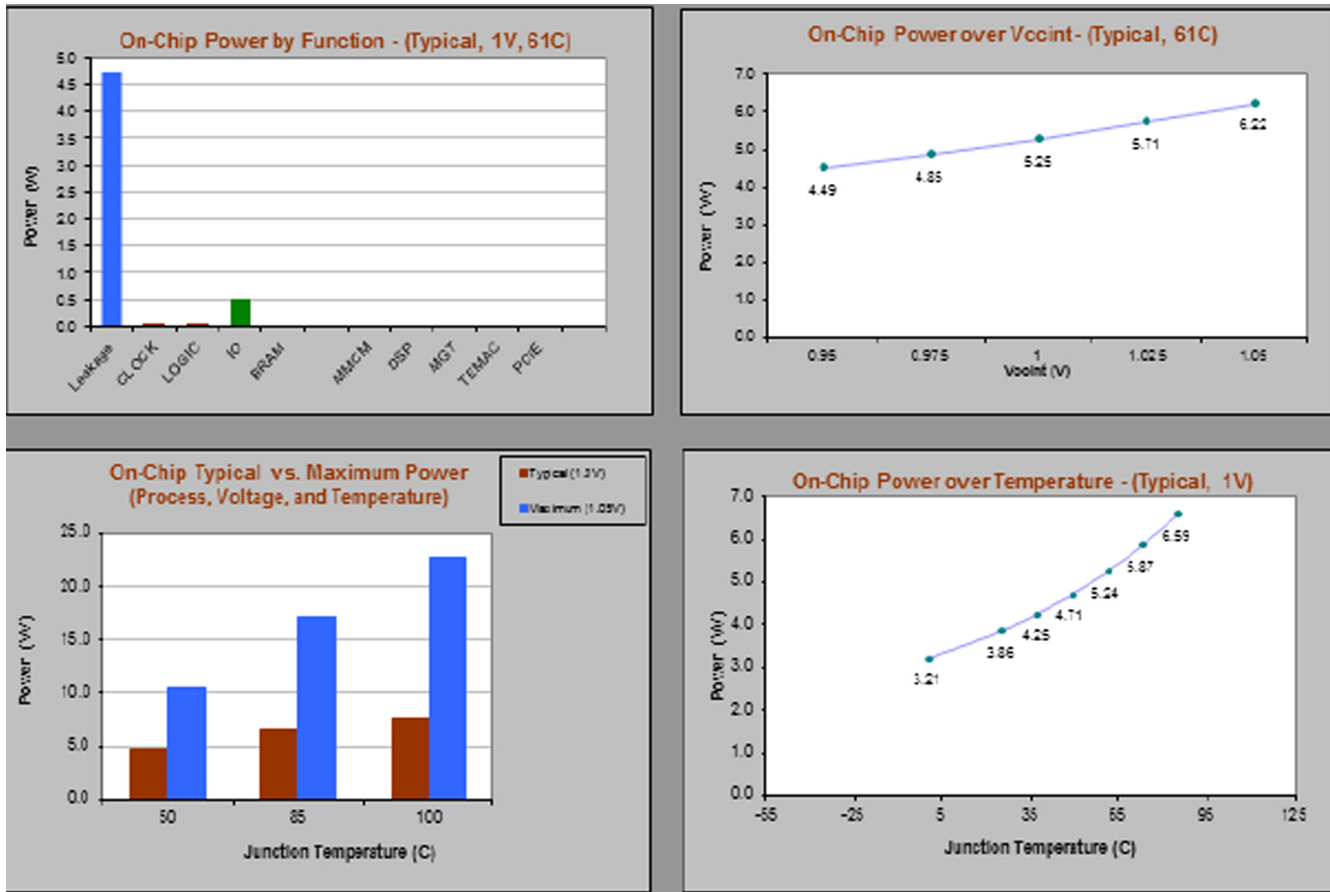 On-Chip Power by Function - (Typical, 1V, 61C)
Power (W)
5.0
4.5
4.0
3.5
3.0
2.5
2.0
1.5
1.0
0.5
0.0
Leakage
CLOCK
LOGIC
IO
BRAM
MMCM
DSP
MGT
TEMAC
PCIE
On-Chip Power over Vccint - (Typical, 61C)
Power (W)
7.0
6.0
5.0
4.0
3.0
2.0
1.0
0.0
4.49
4.85
5.25
5.71
6.22
0.95
0.975
1
1.025
1.05
Vccint (V)
On-Chip Typical vs. Maximum Power
(Process, Voltage, and Temperature)
Typical (1.0V)
Maximum (1.05V)
Power (W)
25.0
20.0
15.0
10.0
5.0
0.0
50
85
100
Junction Temperature (C)
On-Chip Power over Temperature - (Typical, 1V)
Power (W)
7.0
6.0
5.0
4.0
3.0
2.0
1.0
0.0
3.21
3.86
4.25
4.71
5.24
5.87
6.59
-55
-25
5
35
65
95
125
Junction Temperature (C)